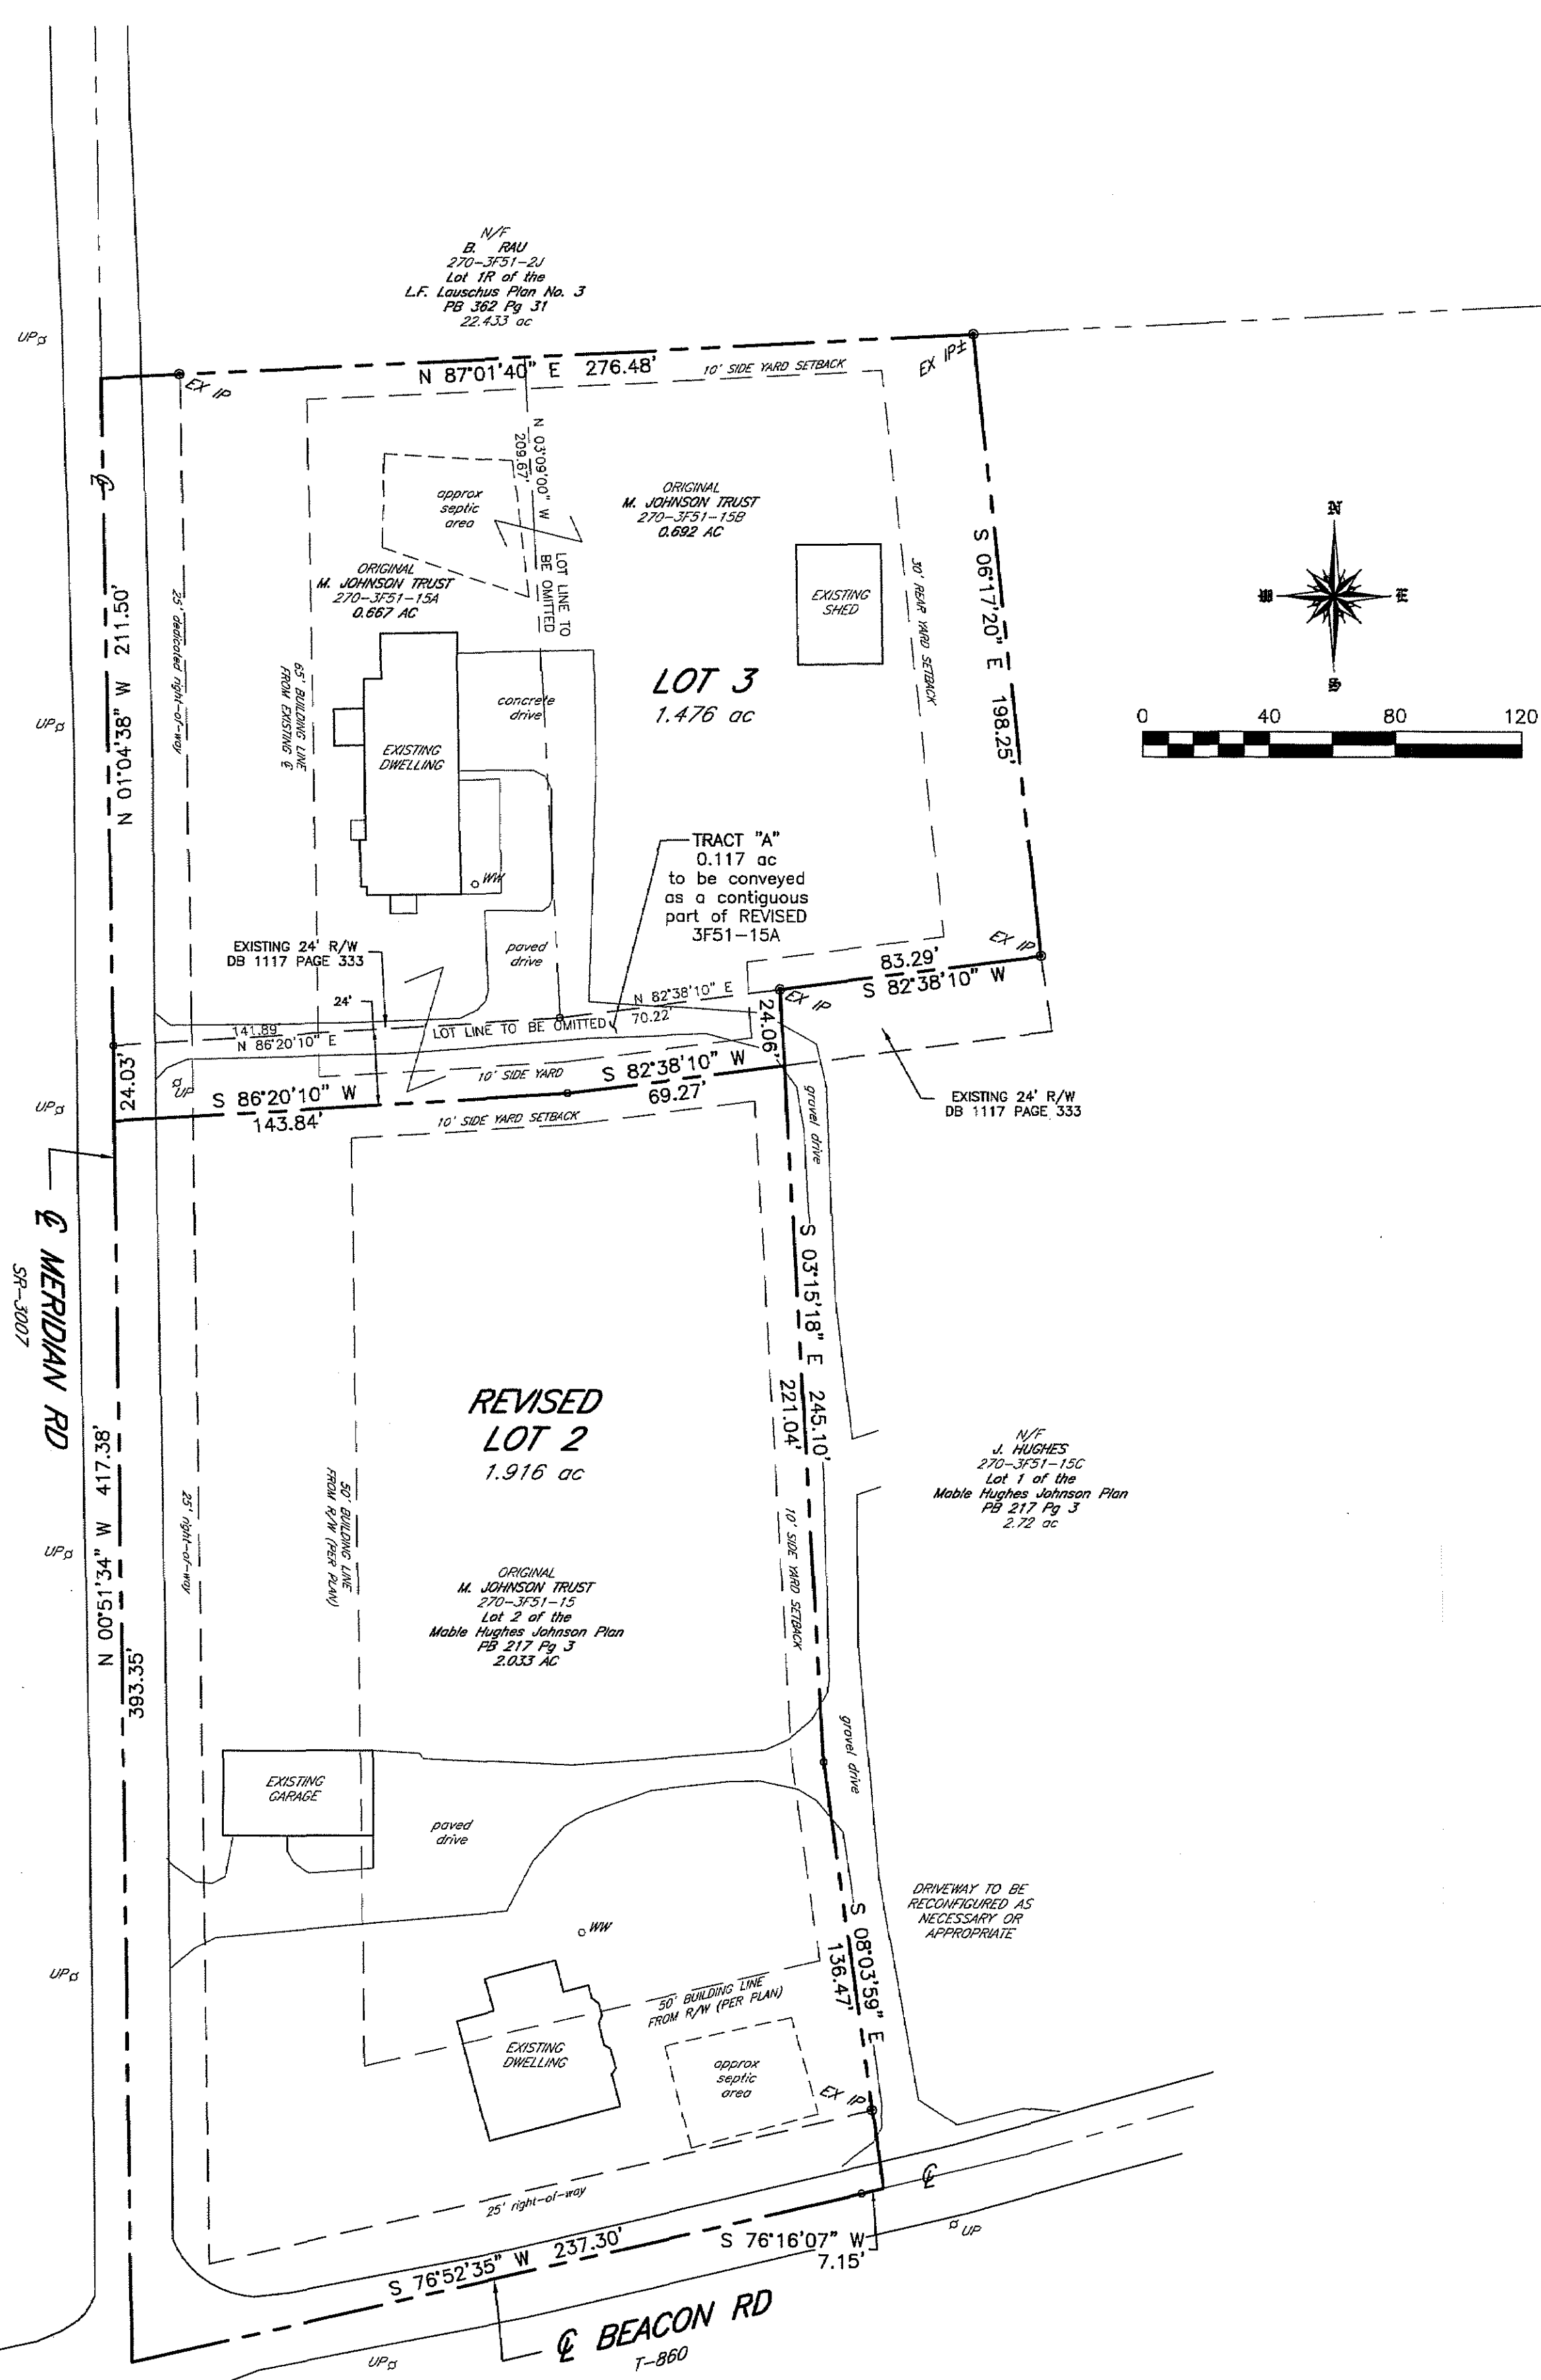 N/F
B. RAU
270-3F51-2J
Lot 1R of the
L.F. Lauschus Plan No. 3
PB 362 Pg 31
22.433 ac
UP
EX IP
N 87°01'40" E 276.48'
10' SIDE YARD SETBACK
EX IP±
N 03°09'00" W
209.67'
approx
septic
area
ORIGINAL
M. JOHNSON TRUST
270-3F51-15B
0.692 AC
LOT LINE TO
BE OMITTED
ORIGINAL
M. JOHNSON TRUST
270-3F51-15A
0.667 AC
EXISTING
SHED
30' REAR YARD SETBACK
S 06°17'20" E 198.25'
N
W
E
S
0 40 80 120
N 01°04'38" W 211.50'
25' dedicated right-of-way
65' BUILDING LINE
FROM EXISTING ℄
LOT 3
1.476 ac
UP
concrete
drive
EXISTING
DWELLING
WW
TRACT "A"
0.117 ac
to be conveyed
as a contiguous
part of REVISED
3F51-15A
EXISTING 24' R/W
DB 1117 PAGE 333
paved
drive
EX IP
83.29'
S 82°38'10" W
24'
N 82°38'10" E
70.22'
EX IP
24.06'
141.89'
N 86°20'10" E
LOT LINE TO BE OMITTED
24.03'
UP
UP
10' SIDE YARD
S 86°20'10" W
143.84'
S 82°38'10" W
69.27'
10' SIDE YARD SETBACK
EXISTING 24' R/W
DB 1117 PAGE 333
gravel drive
℄ MERIDIAN RD
SR-3007
S 03°15'18" E 245.10'
221.04'
REVISED
LOT 2
1.916 ac
N/F
J. HUGHES
270-3F51-15C
Lot 1 of the
Mable Hughes Johnson Plan
PB 217 Pg 3
2.72 ac
N 00°51'34" W 417.38'
393.35'
25' right-of-way
50' BUILDING LINE
FROM R/W (PER PLAN)
10' SIDE YARD SETBACK
UP
ORIGINAL
M. JOHNSON TRUST
270-3F51-15
Lot 2 of the
Mable Hughes Johnson Plan
PB 217 Pg 3
2.033 AC
gravel drive
EXISTING
GARAGE
paved
drive
DRIVEWAY TO BE
RECONFIGURED AS
NECESSARY OR
APPROPRIATE
WW
S 08°03'59" E
136.47'
UP
50' BUILDING LINE
FROM R/W (PER PLAN)
EXISTING
DWELLING
approx
septic
area
EX IP
25' right-of-way
℄
UP
S 76°52'35" W 237.30'
S 76°16'07" W
7.15'
℄ BEACON RD
T-860
UP